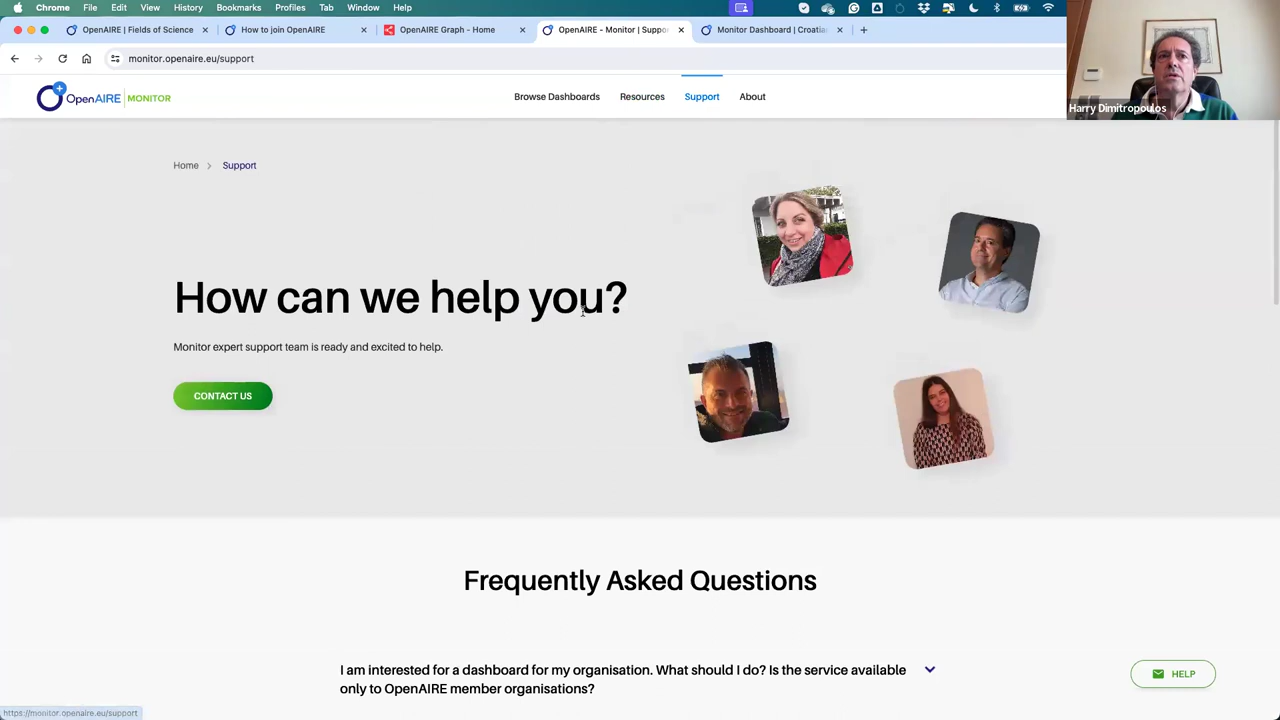 Chrome File Edit View History Bookmarks Profiles Tab Window Help
OpenAIRE | Fields of Science
How to join OpenAIRE
OpenAIRE Graph - Home
OpenAIRE - Monitor | Suppo
Monitor Dashboard | Croatia
monitor.openaire.eu/support
OpenAIRE MONITOR
Browse Dashboards
Resources
Support
About
Harry Dimitropoulos
Home
Support
How can we help you?
Monitor expert support team is ready and excited to help.
CONTACT US
Frequently Asked Questions
I am interested for a dashboard for my organisation. What should I do? Is the service available
only to OpenAIRE member organisations?
HELP
https://monitor.openaire.eu/support